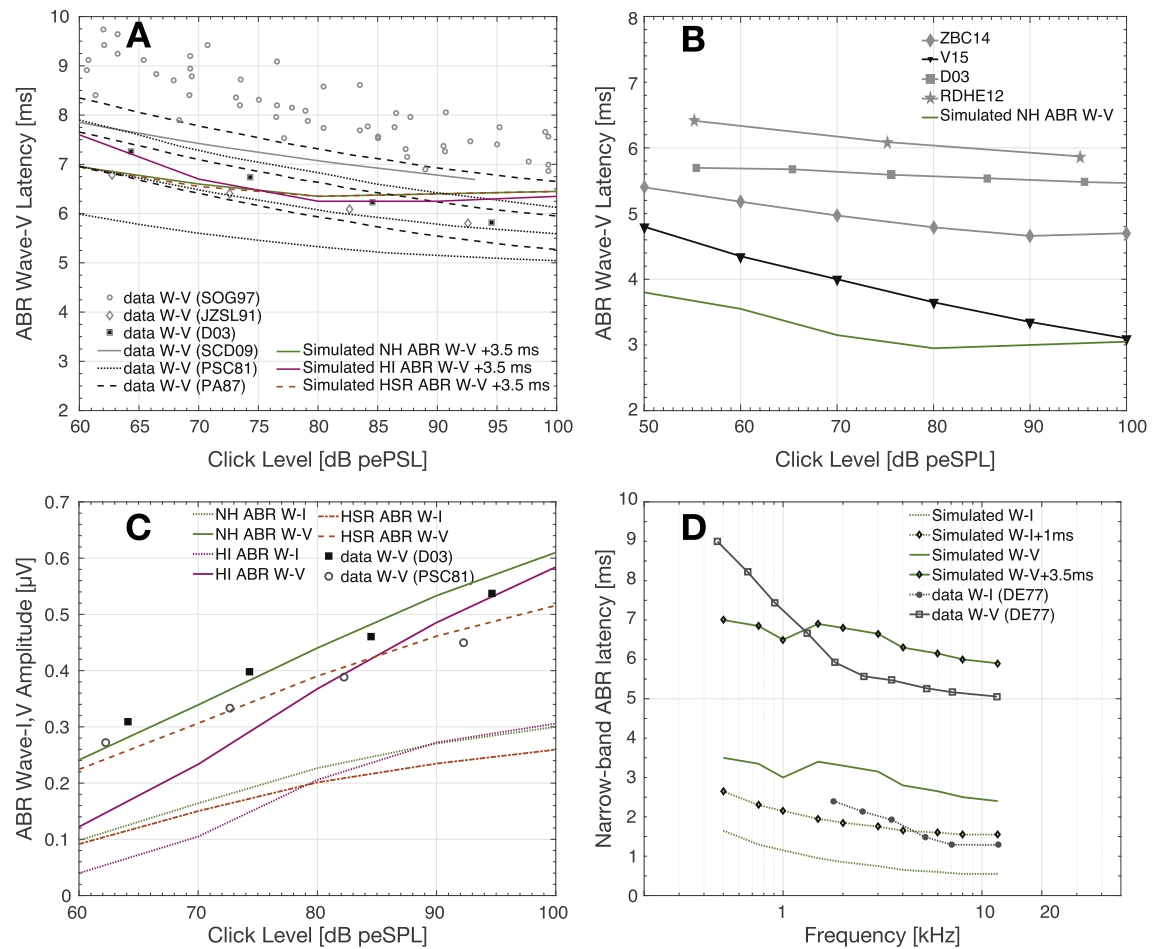 A
ABR Wave-V Latency [ms]
10
9
8
7
6
5
4
3
2
data W-V (SOG97)
data W-V (JZSL91)
data W-V (D03)
data W-V (SCD09)
data W-V (PSC81)
data W-V (PA87)
Simulated NH ABR W-V +3.5 ms
Simulated HI ABR W-V +3.5 ms
Simulated HSR ABR W-V +3.5 ms
60 65 70 75 80 85 90 95 100
Click Level [dB pePSL]
B
ABR Wave-V Latency [ms]
8
7
6
5
4
3
2
ZBC14
V15
D03
RDHE12
Simulated NH ABR W-V
50 60 70 80 90 100
Click Level [dB peSPL]
C
ABR Wave-I,V Amplitude [µV]
0.7
0.6
0.5
0.4
0.3
0.2
0.1
0
NH ABR W-I
NH ABR W-V
HI ABR W-I
HI ABR W-V
HSR ABR W-I
HSR ABR W-V
data W-V (D03)
data W-V (PSC81)
60 70 80 90 100
Click Level [dB peSPL]
D
Narrow-band ABR latency [ms]
10
9
8
7
6
5
4
3
2
1
0
Simulated W-I
Simulated W-I+1ms
Simulated W-V
Simulated W-V+3.5ms
data W-I (DE77)
data W-V (DE77)
1 10 20
Frequency [kHz]